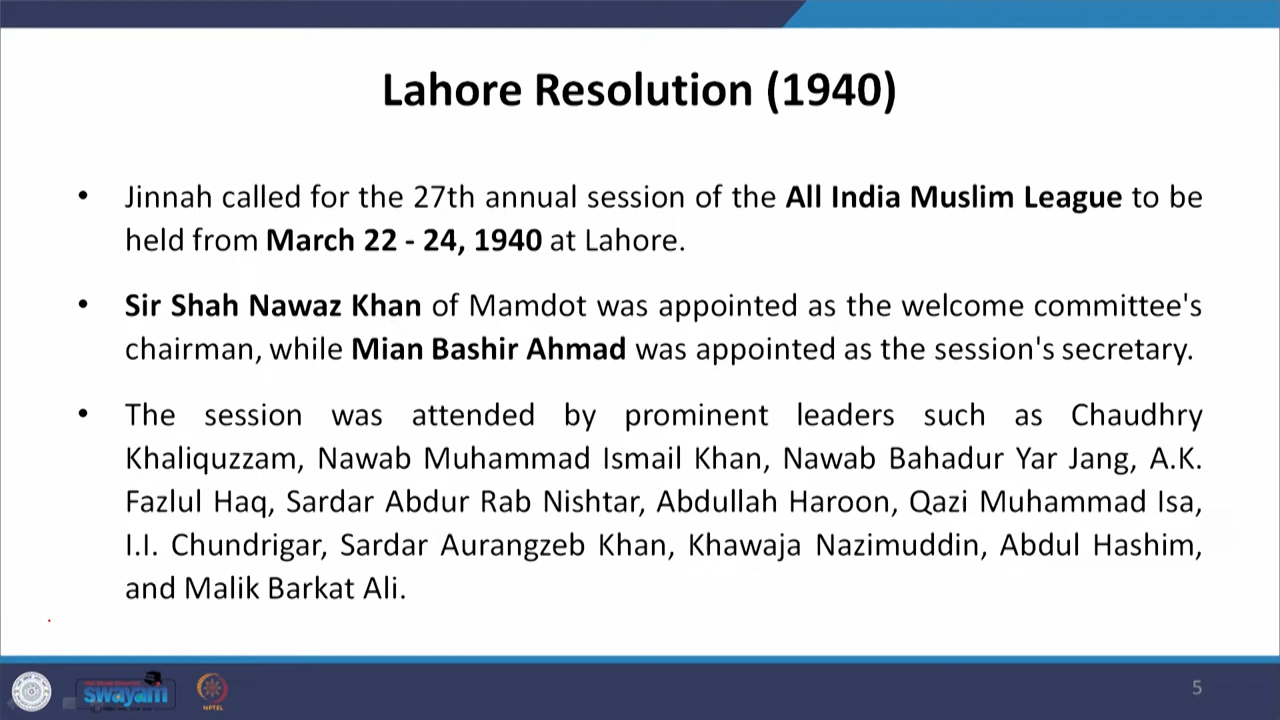 Lahore Resolution (1940)
• Jinnah called for the 27th annual session of the All India Muslim League to be
held from March 22 - 24, 1940 at Lahore.
• Sir Shah Nawaz Khan of Mamdot was appointed as the welcome committee's
chairman, while Mian Bashir Ahmad was appointed as the session's secretary.
• The session was attended by prominent leaders such as Chaudhry
Khaliquzzam, Nawab Muhammad Ismail Khan, Nawab Bahadur Yar Jang, A.K.
Fazlul Haq, Sardar Abdur Rab Nishtar, Abdullah Haroon, Qazi Muhammad Isa,
I.I. Chundrigar, Sardar Aurangzeb Khan, Khawaja Nazimuddin, Abdul Hashim,
and Malik Barkat Ali.
swayam
NPTEL
5